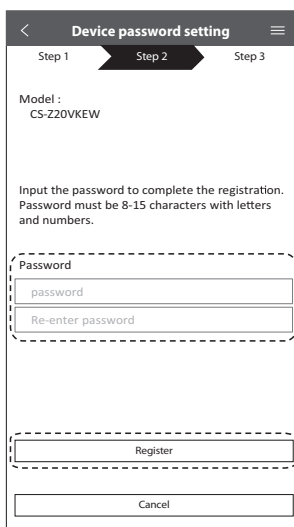 Device password setting
Step 1 Step 2 Step 3
Model :
CS-Z20VKEW
Input the password to complete the registration.
Password must be 8-15 characters with letters
and numbers.
Password
password
Re-enter password
Register
Cancel